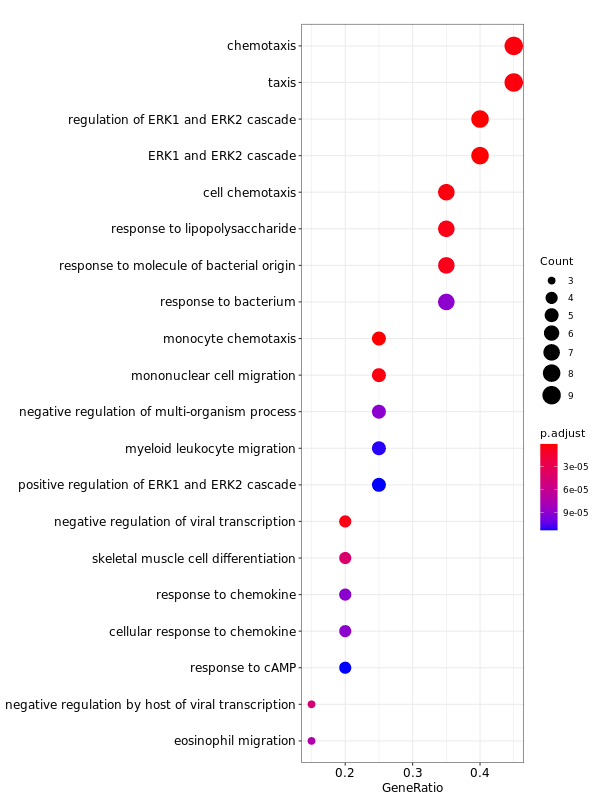 chemotaxis
taxis
regulation of ERK1 and ERK2 cascade
ERK1 and ERK2 cascade
cell chemotaxis
response to lipopolysaccharide
response to molecule of bacterial origin
response to bacterium
monocyte chemotaxis
mononuclear cell migration
negative regulation of multi-organism process
myeloid leukocyte migration
positive regulation of ERK1 and ERK2 cascade
negative regulation of viral transcription
skeletal muscle cell differentiation
response to chemokine
cellular response to chemokine
response to cAMP
negative regulation by host of viral transcription
eosinophil migration
0.2 0.3 0.4
GeneRatio
Count
3
4
5
6
7
8
9
p.adjust
3e-05
6e-05
9e-05